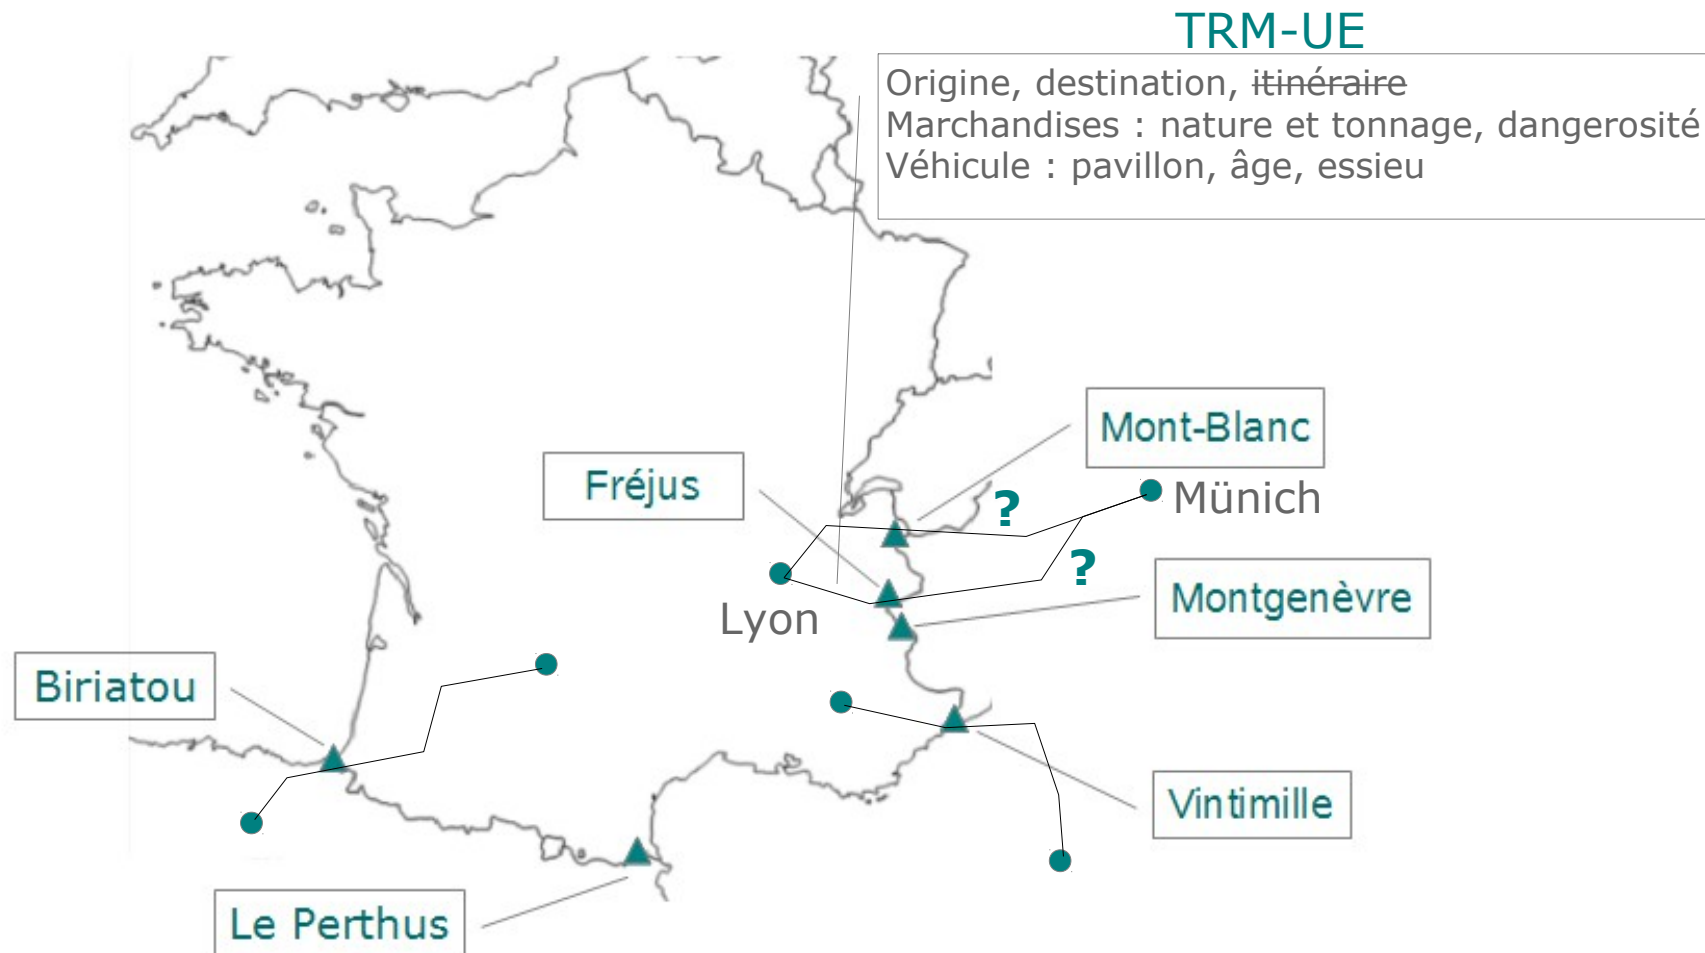 TRM-UE
Origine, destination, itinéraire
Marchandises : nature et tonnage, dangerosité
Véhicule : pavillon, âge, essieu
Mont-Blanc
Fréjus
?
Münich
?
Montgenèvre
Lyon
Biriatou
Vintimille
Le Perthus